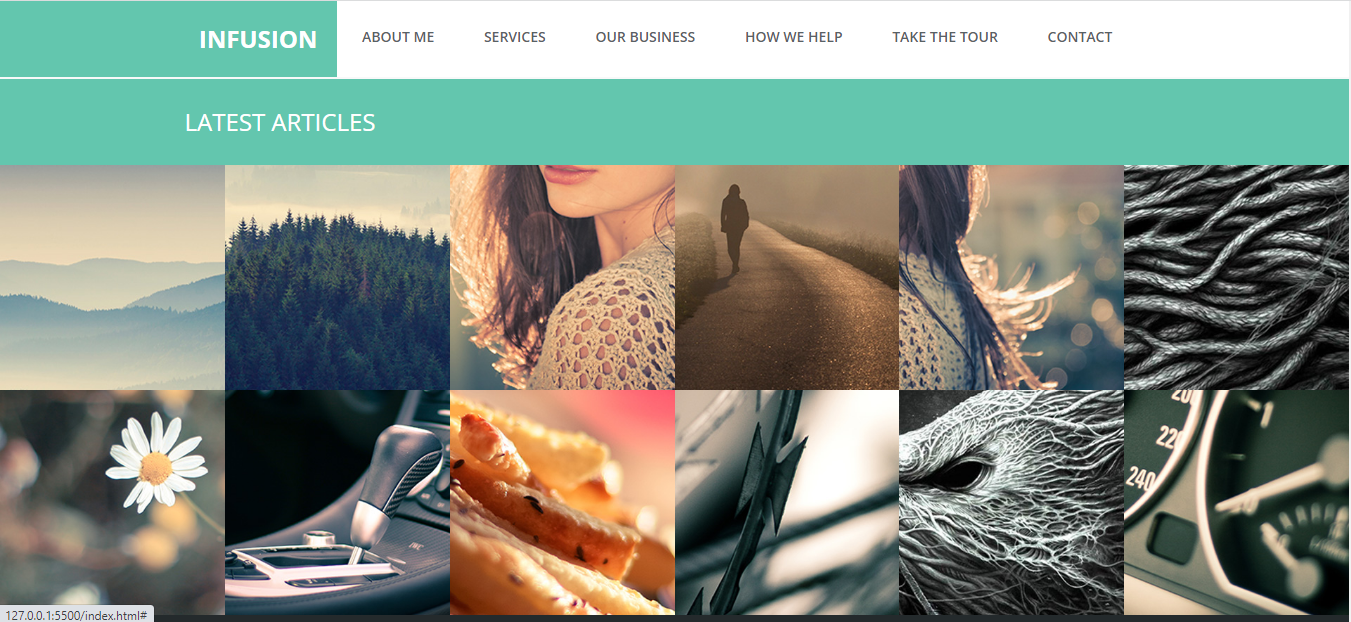 INFUSION
ABOUT ME SERVICES OUR BUSINESS HOW WE HELP TAKE THE TOUR CONTACT
LATEST ARTICLES
220
240
127.0.0.1:5500/index.html#